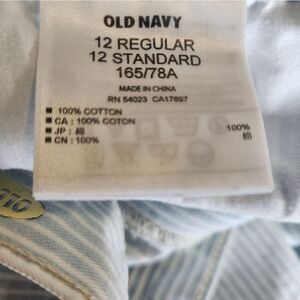 OLD NAVY
12 REGULAR
12 STANDARD
165/78A
MADE IN CHINA
RN 54023 CA17897
■ 100% COTTON
■ CA : 100% COTON
■ JP : 綿 100%
■ CN : 100% 棉
OLD